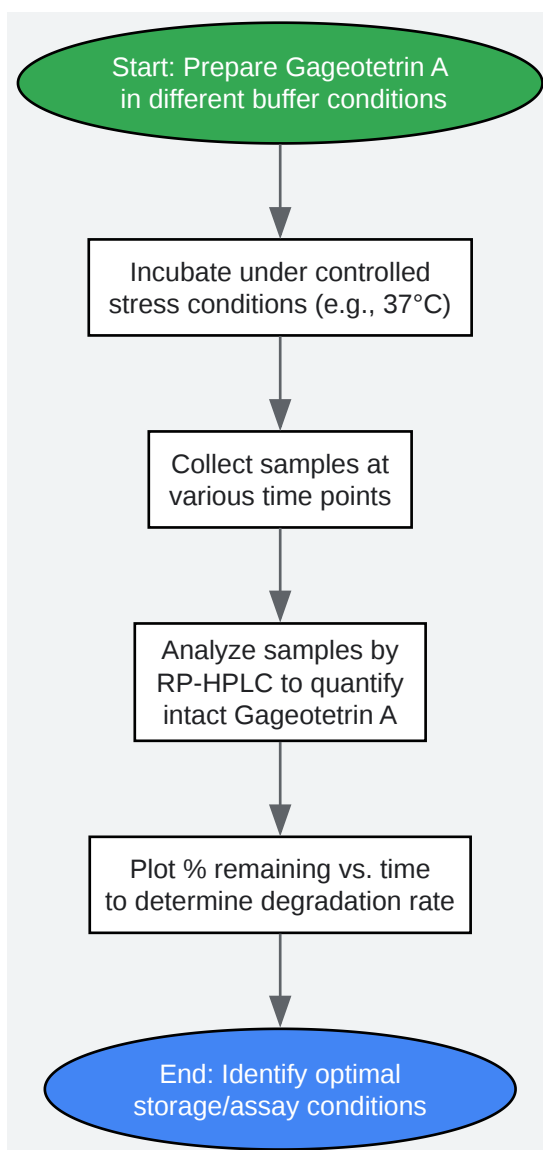 Start: Prepare Gageotetrin A
in different buffer conditions
Incubate under controlled
stress conditions (e.g., 37°C)
Collect samples at
various time points
Analyze samples by
RP-HPLC to quantify
intact Gageotetrin A
Plot % remaining vs. time
to determine degradation rate
End: Identify optimal
storage/assay conditions